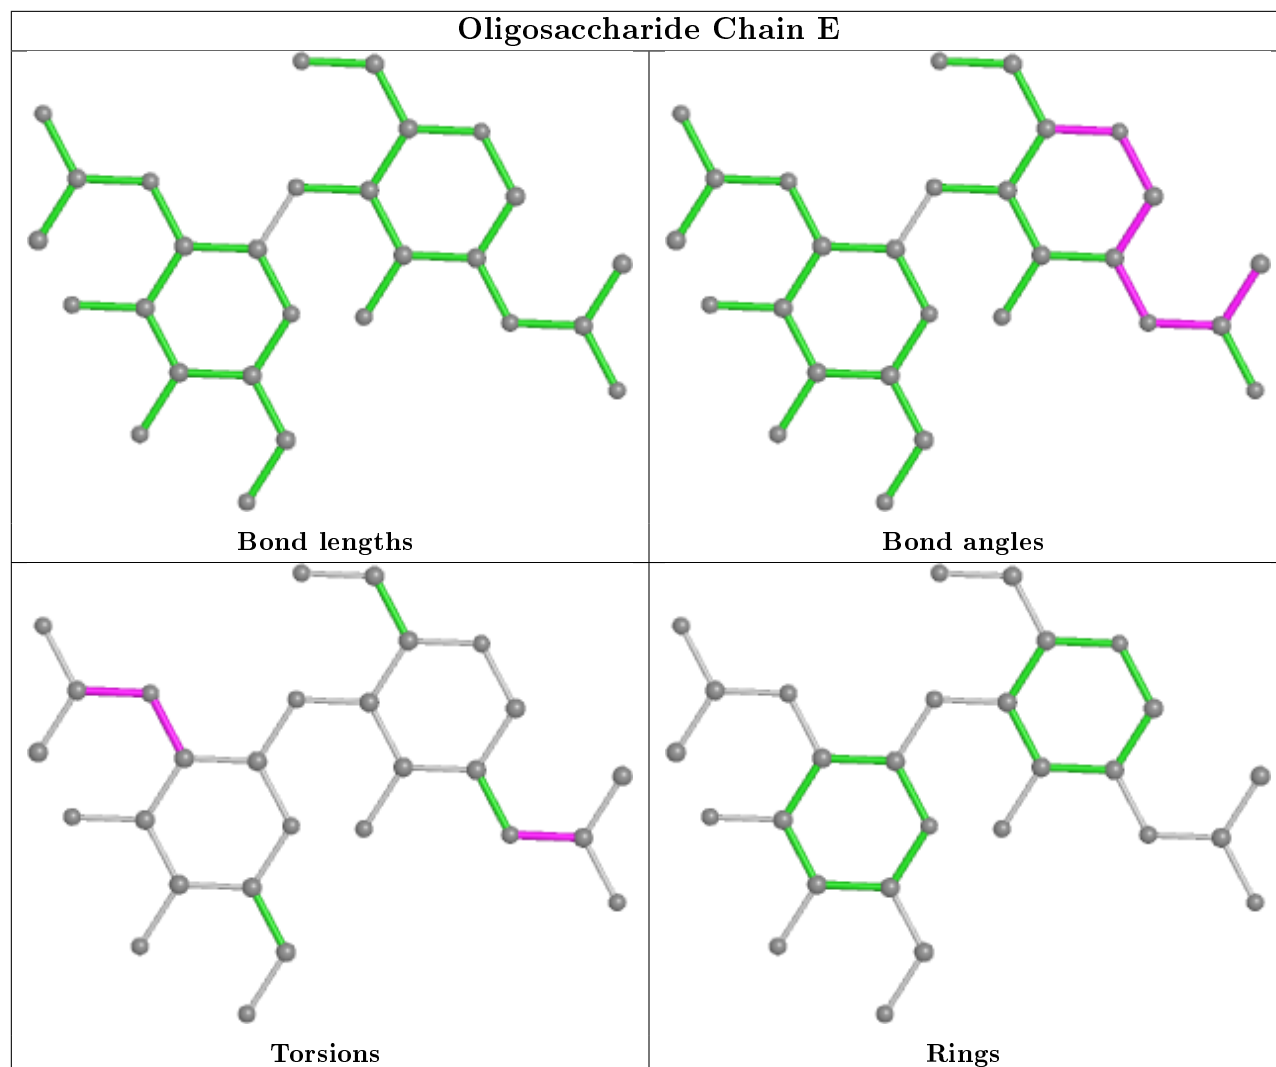 Oligosaccharide Chain E
Bond lengths
Bond angles
Torsions
Rings